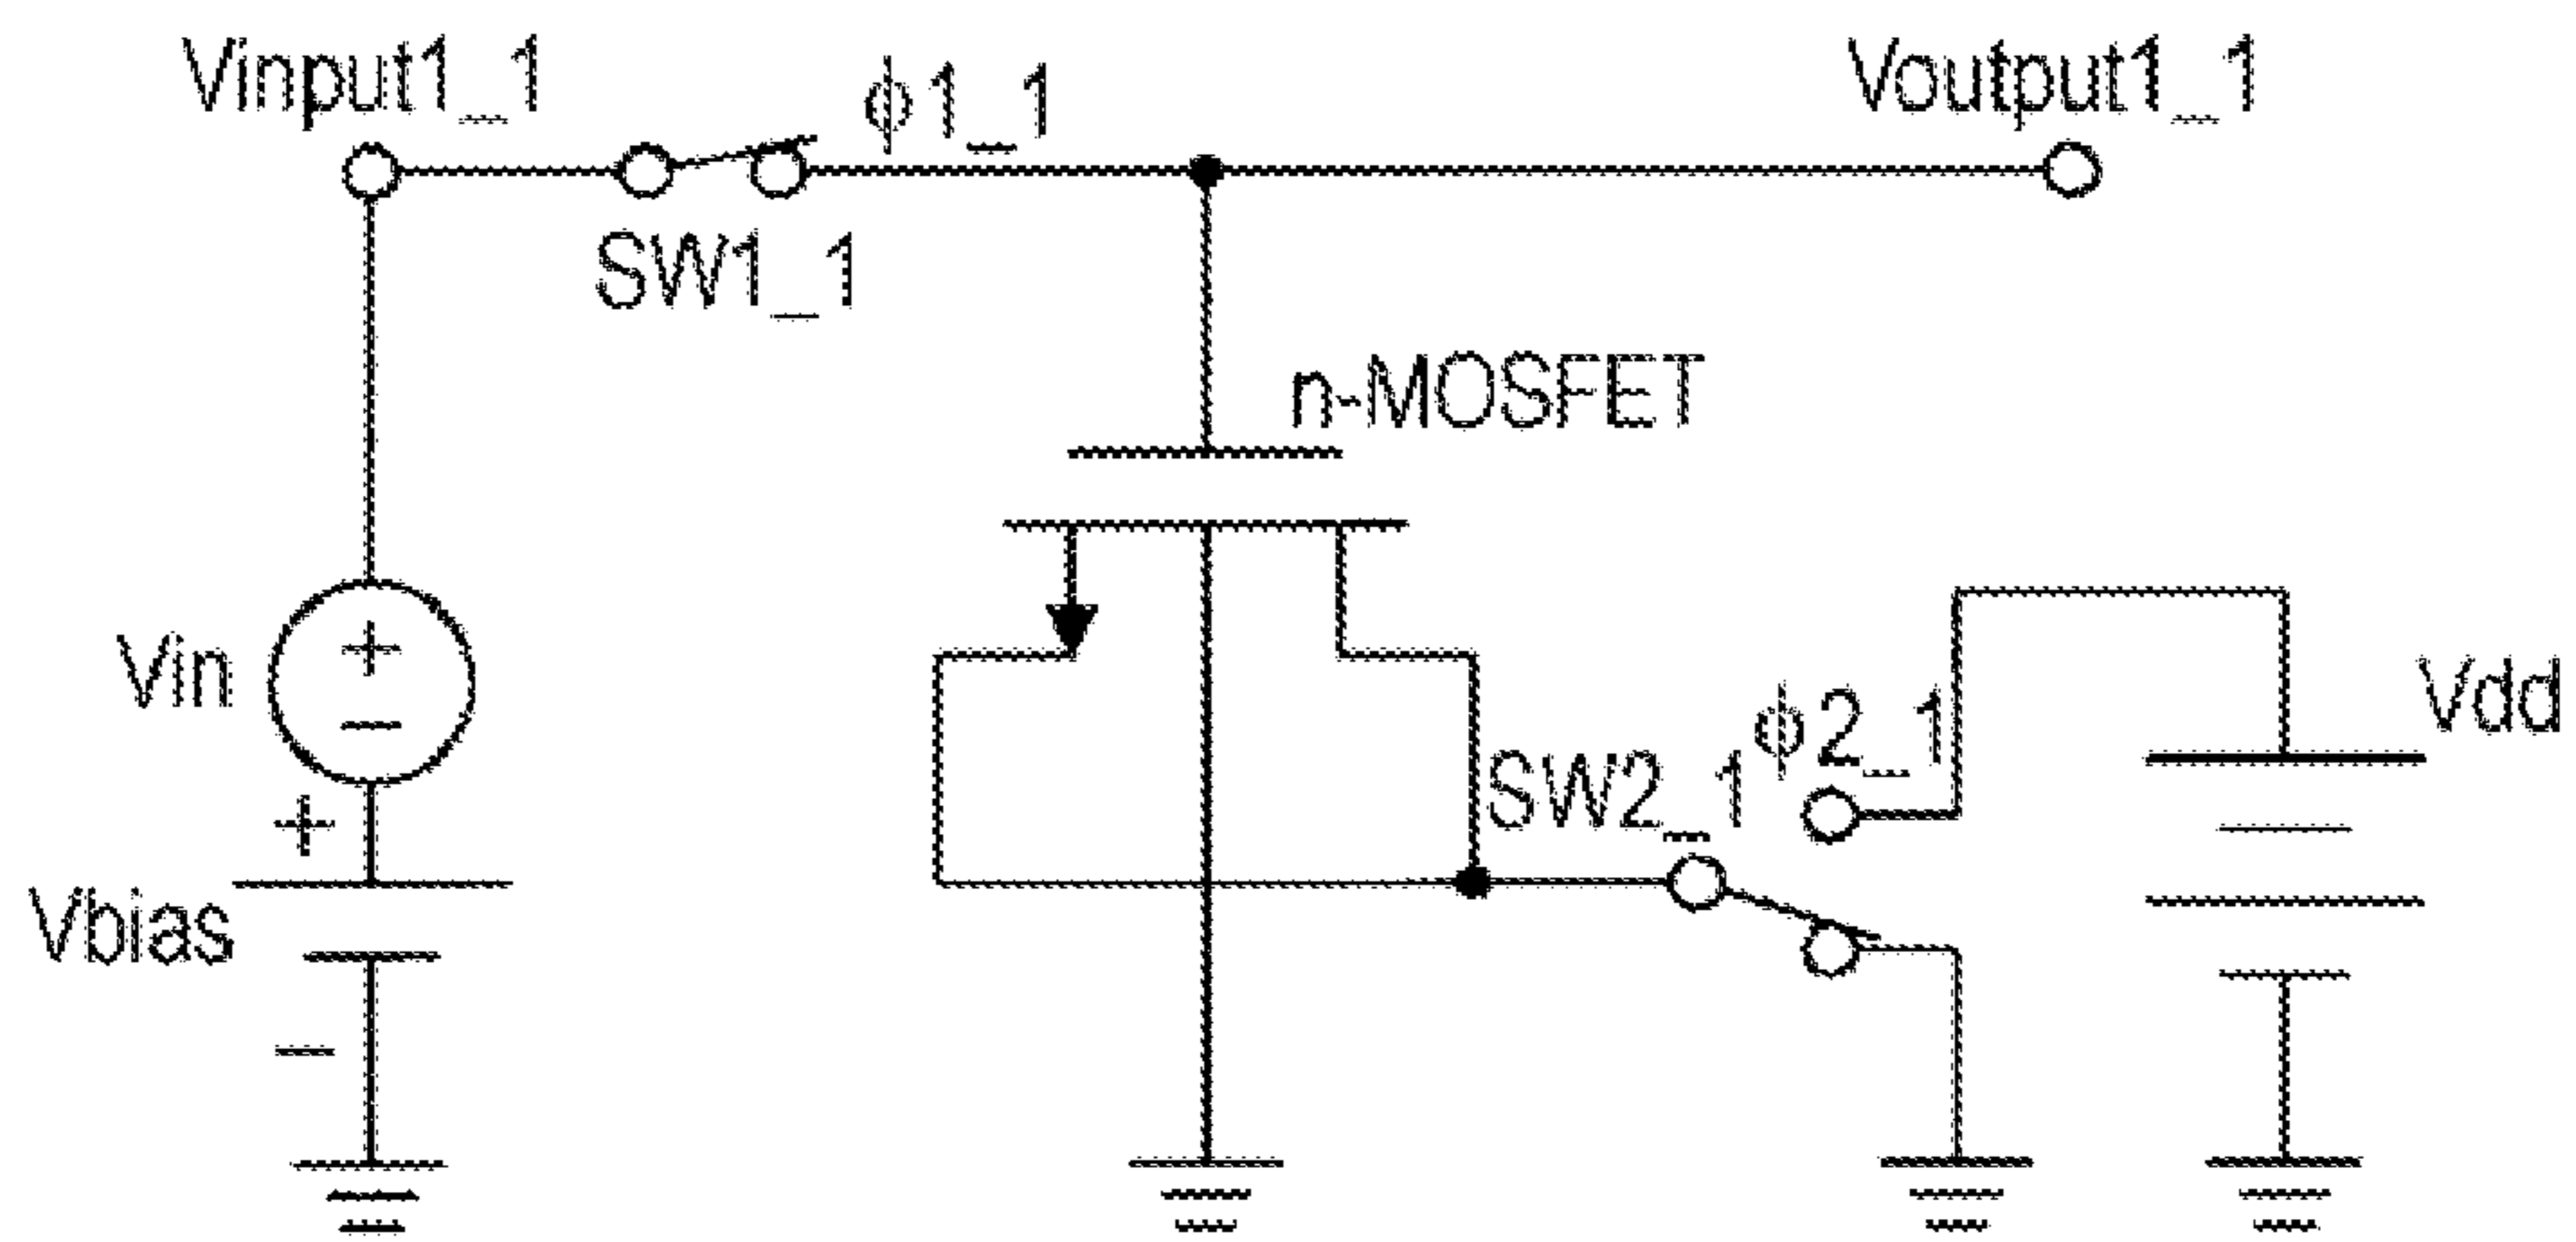 Vinput1_1
ϕ1_1
Voutput1_1
SW1_1
n-MOSFET
Vin
+
−
ϕ2_1
Vdd
SW2_1
+
Vbias
−